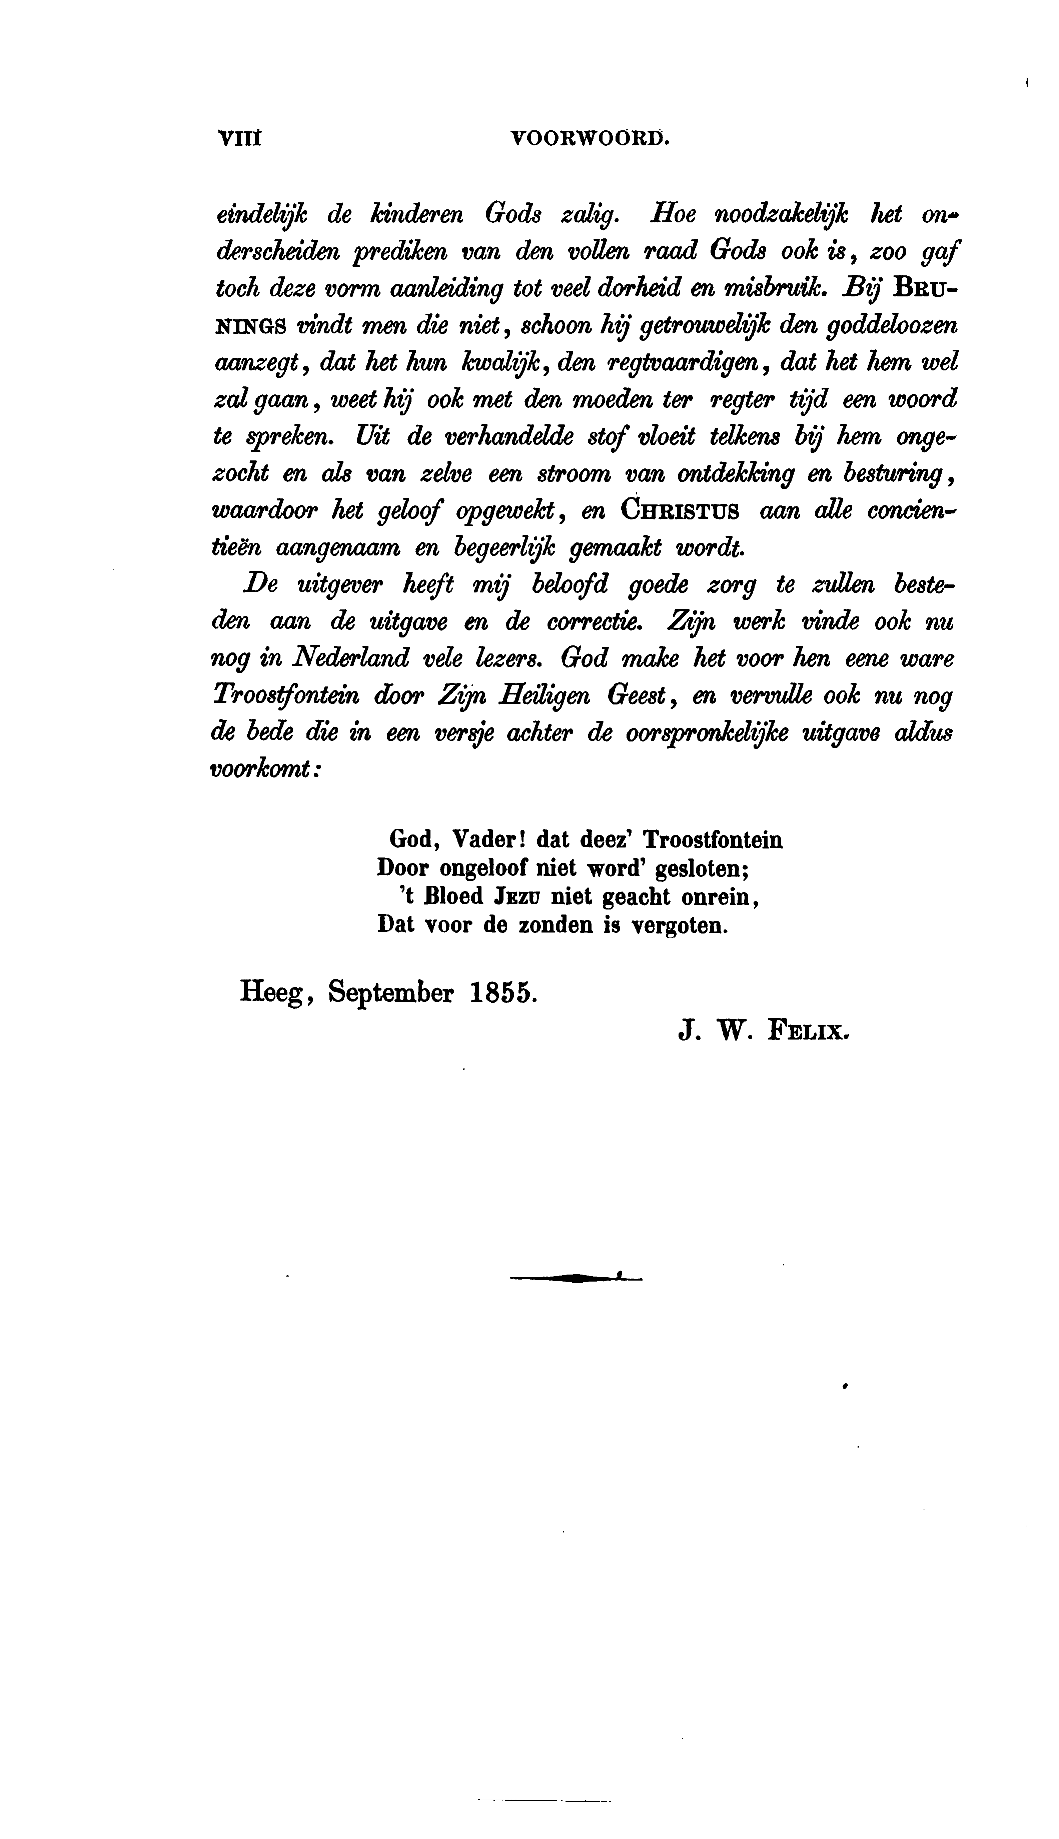 VIII VOORWOORD.
eindelijk de kinderen Gods zalig. Hoe noodzakelijk het on-
derscheiden prediken van den vollen raad Gods ook is, zoo gaf
toch deze vorm aanleiding tot veel dorheid en misbruik. Bij BRU-
NINGS vindt men die niet, schoon hij getrouwelijk den goddeloozen
aanzegt, dat het hun kwalijk, den regtvaardigen, dat het hem wel
zal gaan, weet hij ook met den moeden ter regter tijd een woord
te spreken. Uit de verhandelde stof vloeit telkens bij hem onge-
zocht en als van zelve een stroom van ontdekking en besturing,
waardoor het geloof opgewekt, en CHRISTUS aan alle concien-
tieën aangenaam en begeerlijk gemaakt wordt.
De uitgever heeft mij beloofd goede zorg te zullen beste-
den aan de uitgave en de correctie. Zijn werk vinde ook nu
nog in Nederland vele lezers. God make het voor hen eene ware
Troostfontein door Zijn Heiligen Geest, en vervulle ook nu nog
de bede die in een versje achter de oorspronkelijke uitgave aldus
voorkomt:
God, Vader! dat deez' Troostfontein
Door ongeloof niet word' gesloten;
't Bloed JEZU niet geacht onrein,
Dat voor de zonden is vergoten.
Heeg, September 1855.
J. W. FELIX.